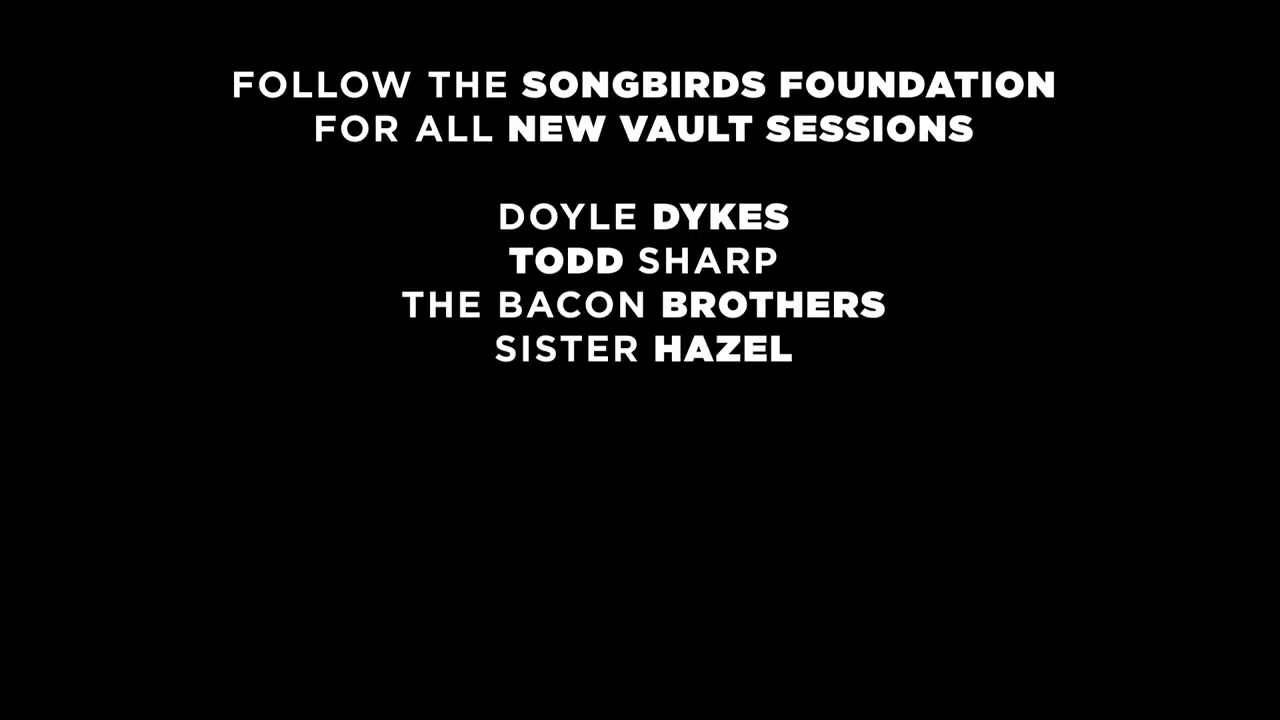 FOLLOW THE SONGBIRDS FOUNDATION
FOR ALL NEW VAULT SESSIONS
DOYLE DYKES
TODD SHARP
THE BACON BROTHERS
SISTER HAZEL